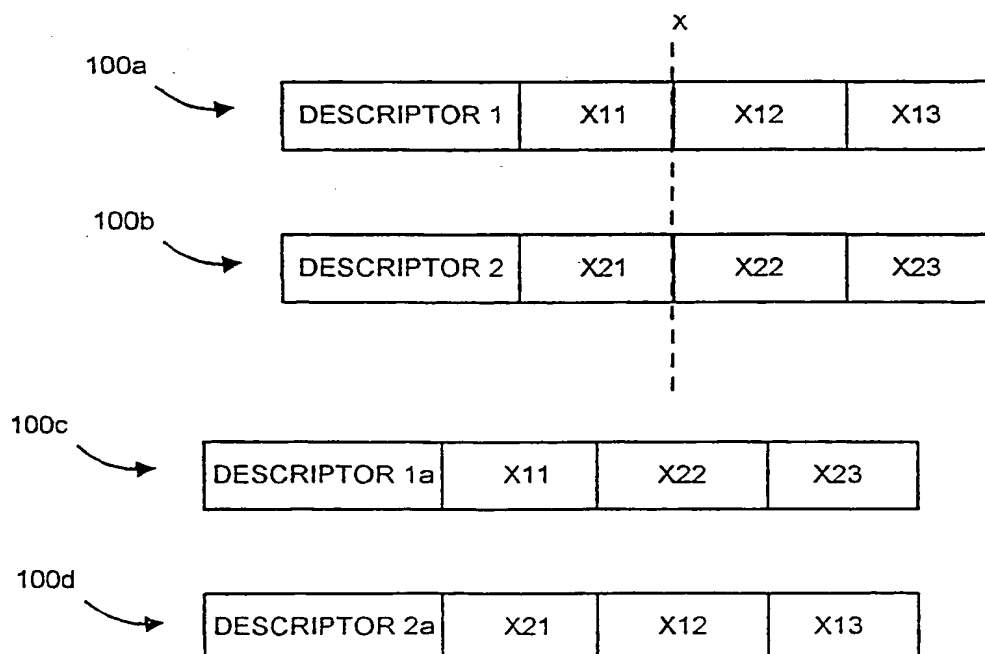 x
100a
DESCRIPTOR 1 X11 X12 X13
100b
DESCRIPTOR 2 X21 X22 X23
100c
DESCRIPTOR 1a X11 X22 X23
100d
DESCRIPTOR 2a X21 X12 X13